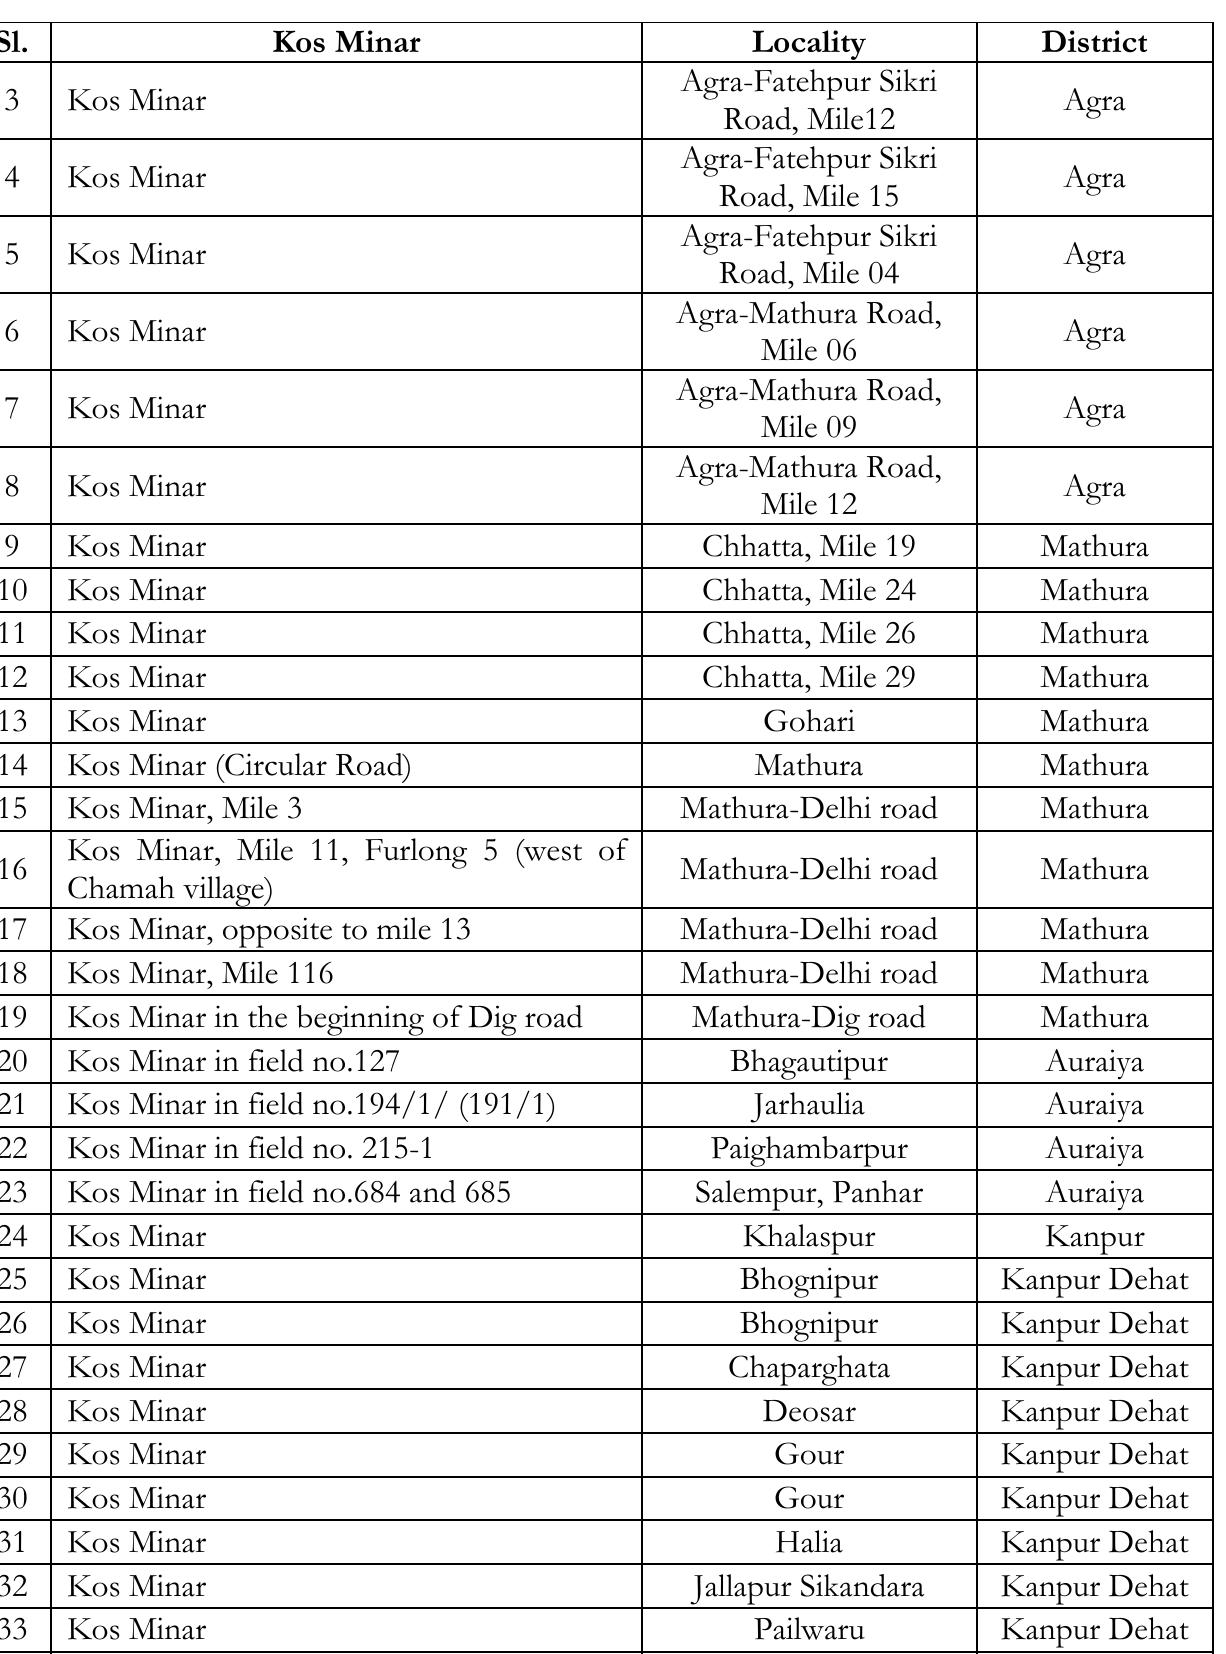 Sl. Kos Minar Locality District
3 Kos Minar Agra-Fatehpur Sikri Road, Mile12 Agra
4 Kos Minar Agra-Fatehpur Sikri Road, Mile 15 Agra
5 Kos Minar Agra-Fatehpur Sikri Road, Mile 04 Agra
6 Kos Minar Agra-Mathura Road, Mile 06 Agra
7 Kos Minar Agra-Mathura Road, Mile 09 Agra
8 Kos Minar Agra-Mathura Road, Mile 12 Agra
9 Kos Minar Chhatta, Mile 19 Mathura
10 Kos Minar Chhatta, Mile 24 Mathura
11 Kos Minar Chhatta, Mile 26 Mathura
12 Kos Minar Chhatta, Mile 29 Mathura
13 Kos Minar Gohari Mathura
14 Kos Minar (Circular Road) Mathura Mathura
15 Kos Minar, Mile 3 Mathura-Delhi road Mathura
16 Kos Minar, Mile 11, Furlong 5 (west of Chamah village) Mathura-Delhi road Mathura
17 Kos Minar, opposite to mile 13 Mathura-Delhi road Mathura
18 Kos Minar, Mile 116 Mathura-Delhi road Mathura
19 Kos Minar in the beginning of Dig road Mathura-Dig road Mathura
20 Kos Minar in field no.127 Bhagautipur Auraiya
21 Kos Minar in field no.194/1/ (191/1) Jarhaulia Auraiya
22 Kos Minar in field no. 215-1 Paighambarpur Auraiya
23 Kos Minar in field no.684 and 685 Salempur, Panhar Auraiya
24 Kos Minar Khalaspur Kanpur
25 Kos Minar Bhognipur Kanpur Dehat
26 Kos Minar Bhognipur Kanpur Dehat
27 Kos Minar Chaparghata Kanpur Dehat
28 Kos Minar Deosar Kanpur Dehat
29 Kos Minar Gour Kanpur Dehat
30 Kos Minar Gour Kanpur Dehat
31 Kos Minar Halia Kanpur Dehat
32 Kos Minar Jallapur Sikandara Kanpur Dehat
33 Kos Minar Pailwaru Kanpur Dehat